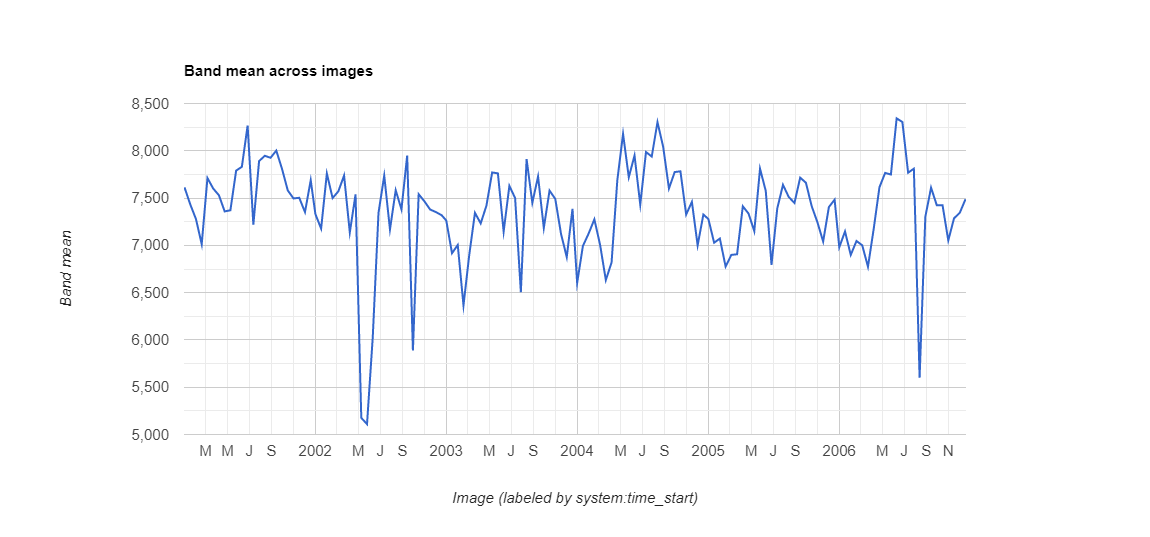 Band mean across images
8,500
8,000
7,500
7,000
6,500
6,000
5,500
5,000
Band mean
M M J S 2002 M J S 2003 M J S 2004 M J S 2005 M J S 2006 M J S N
Image (labeled by system:time_start)